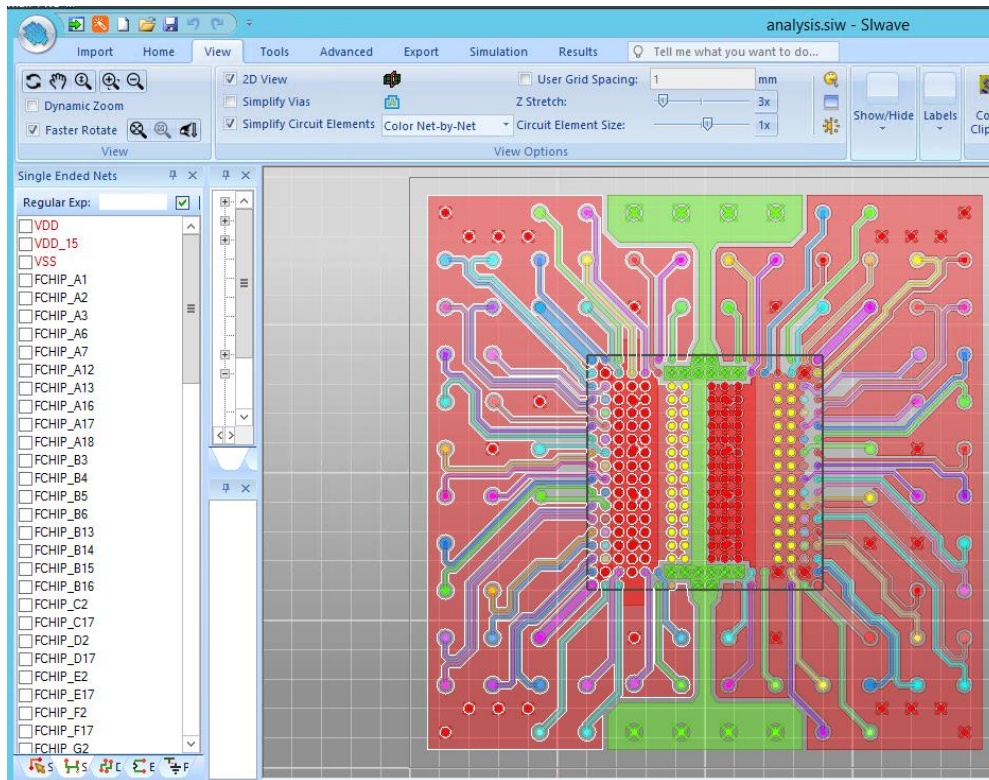 analysis.siw - SIwave
Import Home View Tools Advanced Export Simulation Results Tell me what you want to do...
2D View User Grid Spacing: 1 mm
Dynamic Zoom Simplify Vias Z Stretch: 3x
Faster Rotate Simplify Circuit Elements Color Net-by-Net Circuit Element Size: 1x Show/Hide Labels
View View Options
Single Ended Nets
Regular Exp:
VDD
VDD_15
VSS
FCHIP_A1
FCHIP_A2
FCHIP_A3
FCHIP_A6
FCHIP_A7
FCHIP_A12
FCHIP_A13
FCHIP_A16
FCHIP_A17
FCHIP_A18
FCHIP_B3
FCHIP_B4
FCHIP_B5
FCHIP_B6
FCHIP_B13
FCHIP_B14
FCHIP_B15
FCHIP_B16
FCHIP_C2
FCHIP_C17
FCHIP_D2
FCHIP_D17
FCHIP_E2
FCHIP_E17
FCHIP_F2
FCHIP_F17
FCHIP_G2
S S E F